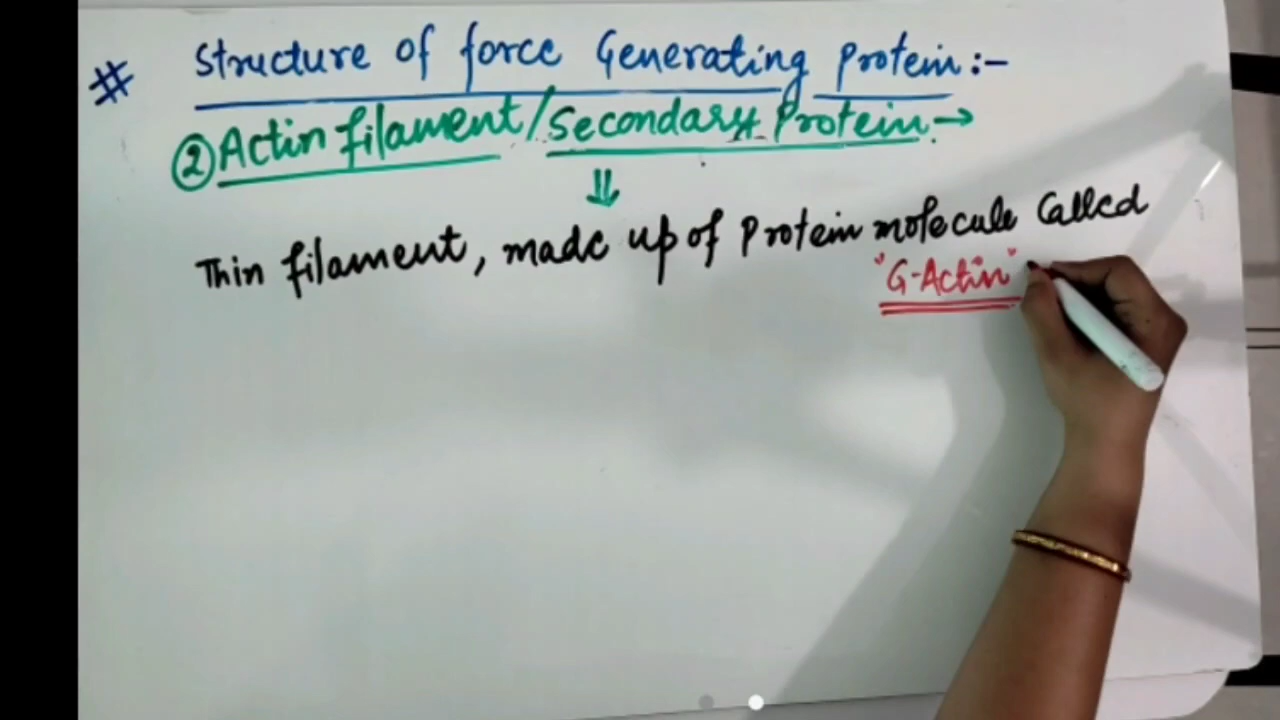 # Structure of force Generating Protein:-
② Actin filament/Secondary Protein→
⇓
Thin filament, made up of Protein molecule Called
"G-Actin"